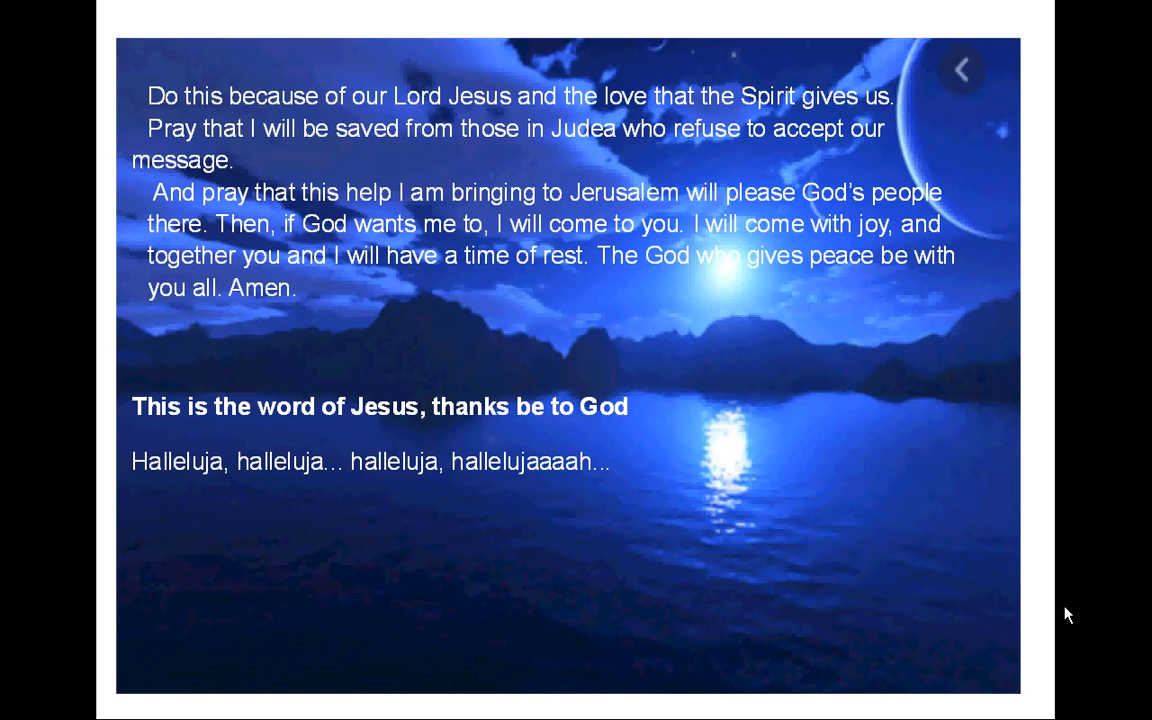 Do this because of our Lord Jesus and the love that the Spirit gives us.
Pray that I will be saved from those in Judea who refuse to accept our
message.
And pray that this help I am bringing to Jerusalem will please God's people
there. Then, if God wants me to, I will come to you. I will come with joy, and
together you and I will have a time of rest. The God who gives peace be with
you all. Amen.
This is the word of Jesus, thanks be to God
Halleluja, halleluja... halleluja, hallelujaaaah...